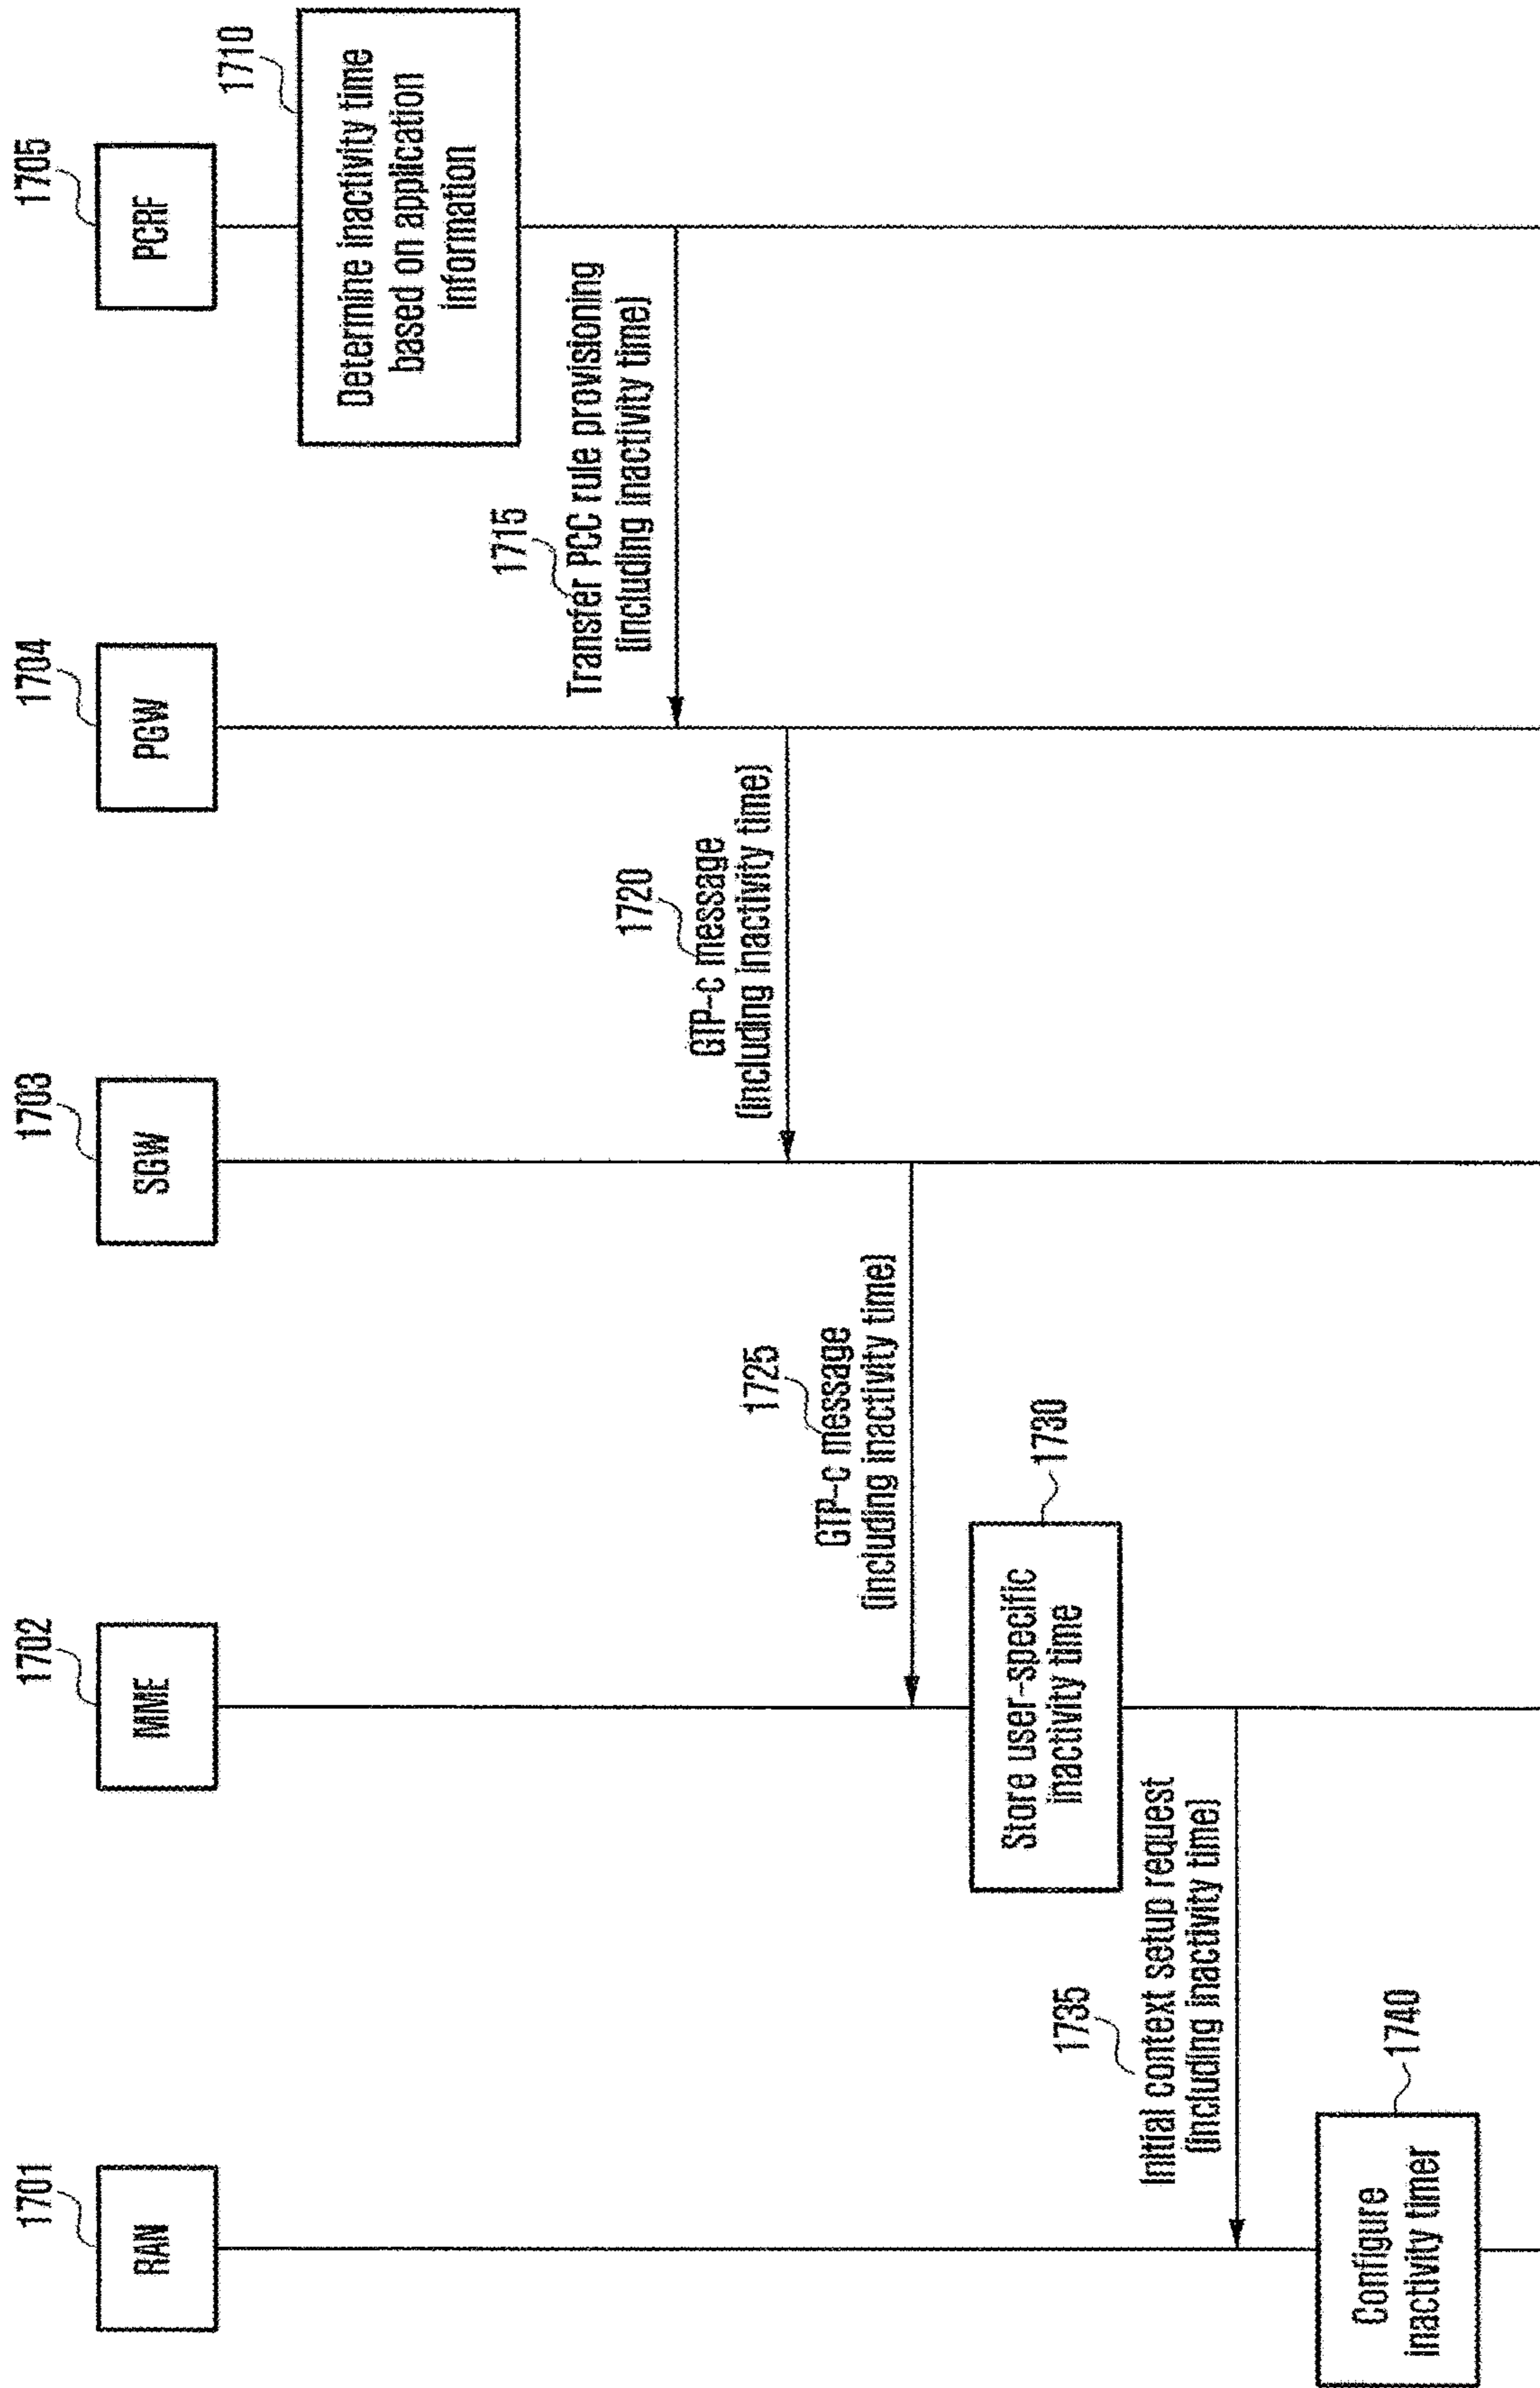 1701
RAN
1702
MME
1703
SGW
1704
PGW
1705
PCRF
1710
Determine inactivity time
based on application
information
1715
Transfer PCC rule provisioning
(including inactivity time)
1720
GTP-c message
(including inactivity time)
1725
GTP-c message
(including inactivity time)
Store user-specific
inactivity time
1730
1735
Initial context setup request
(including inactivity time)
Configure
inactivity timer
1740